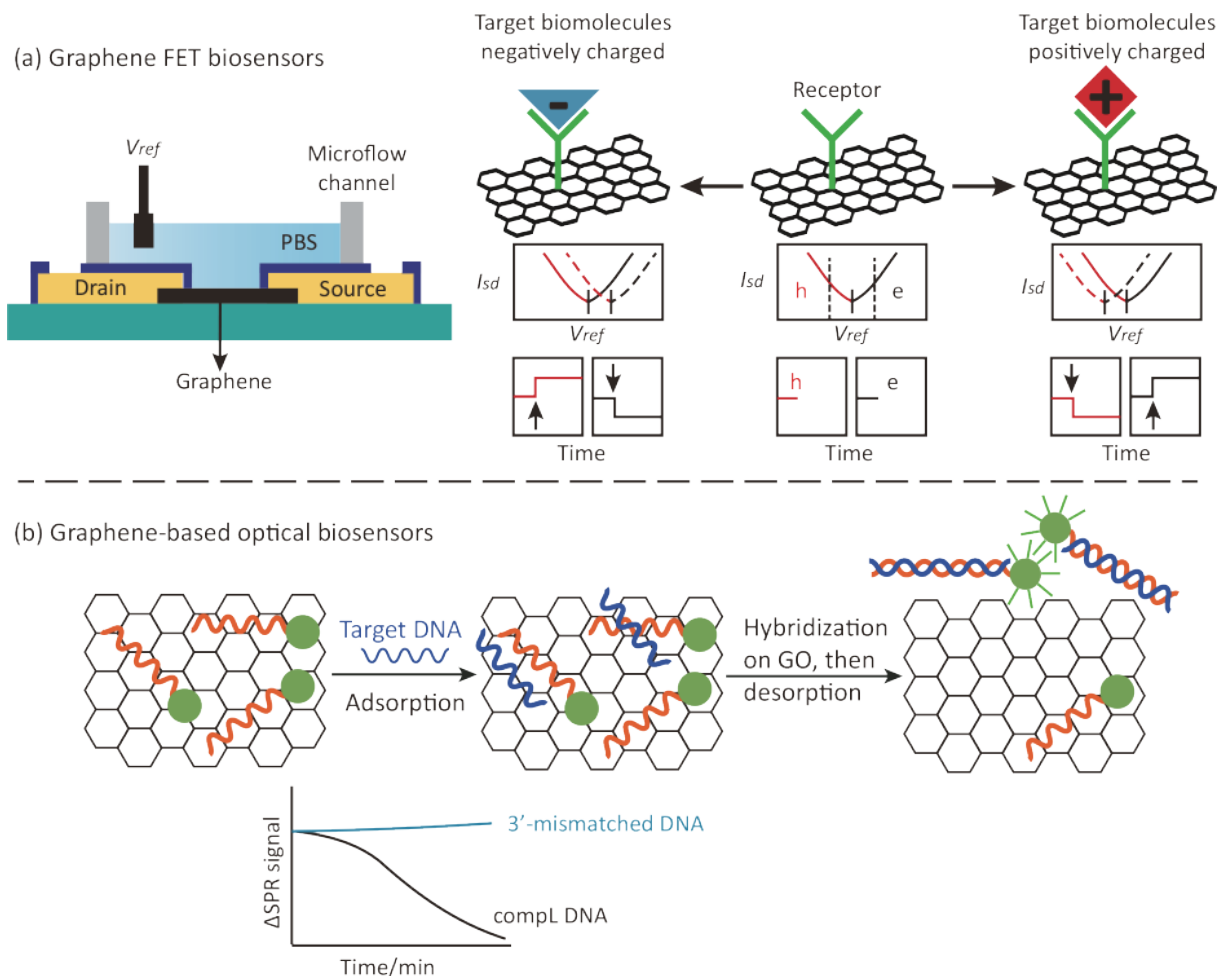 (a) Graphene FET biosensors
Target biomolecules
negatively charged
Target biomolecules
positively charged
Receptor
-
+
Vref
Microflow
channel
PBS
Drain
Source
Graphene
Isd
Vref
Isd
h
e
Vref
Isd
Vref
h
e
Time
Time
Time
(b) Graphene-based optical biosensors
Target DNA
Adsorption
Hybridization
on GO, then
desorption
ΔSPR signal
3’-mismatched DNA
compL DNA
Time/min